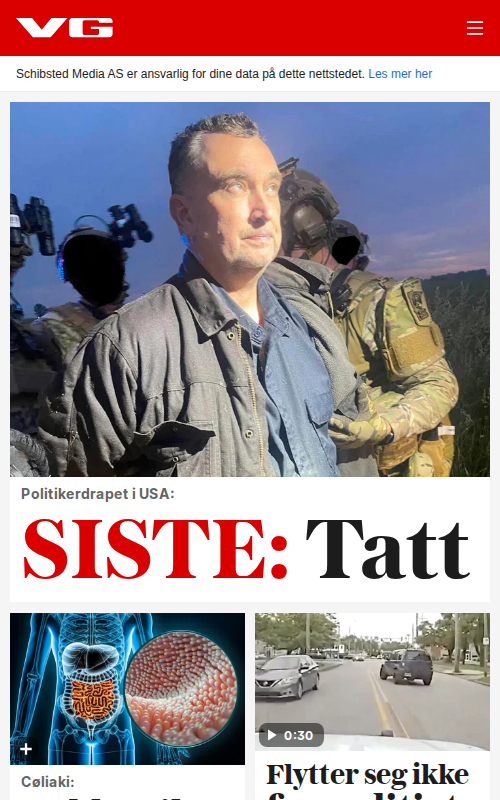 VG
Schibsted Media AS er ansvarlig for dine data på dette nettstedet. Les mer her
Politikerdrapet i USA:
SISTE: Tatt
0:30
Cøliaki:
Flytter seg ikke